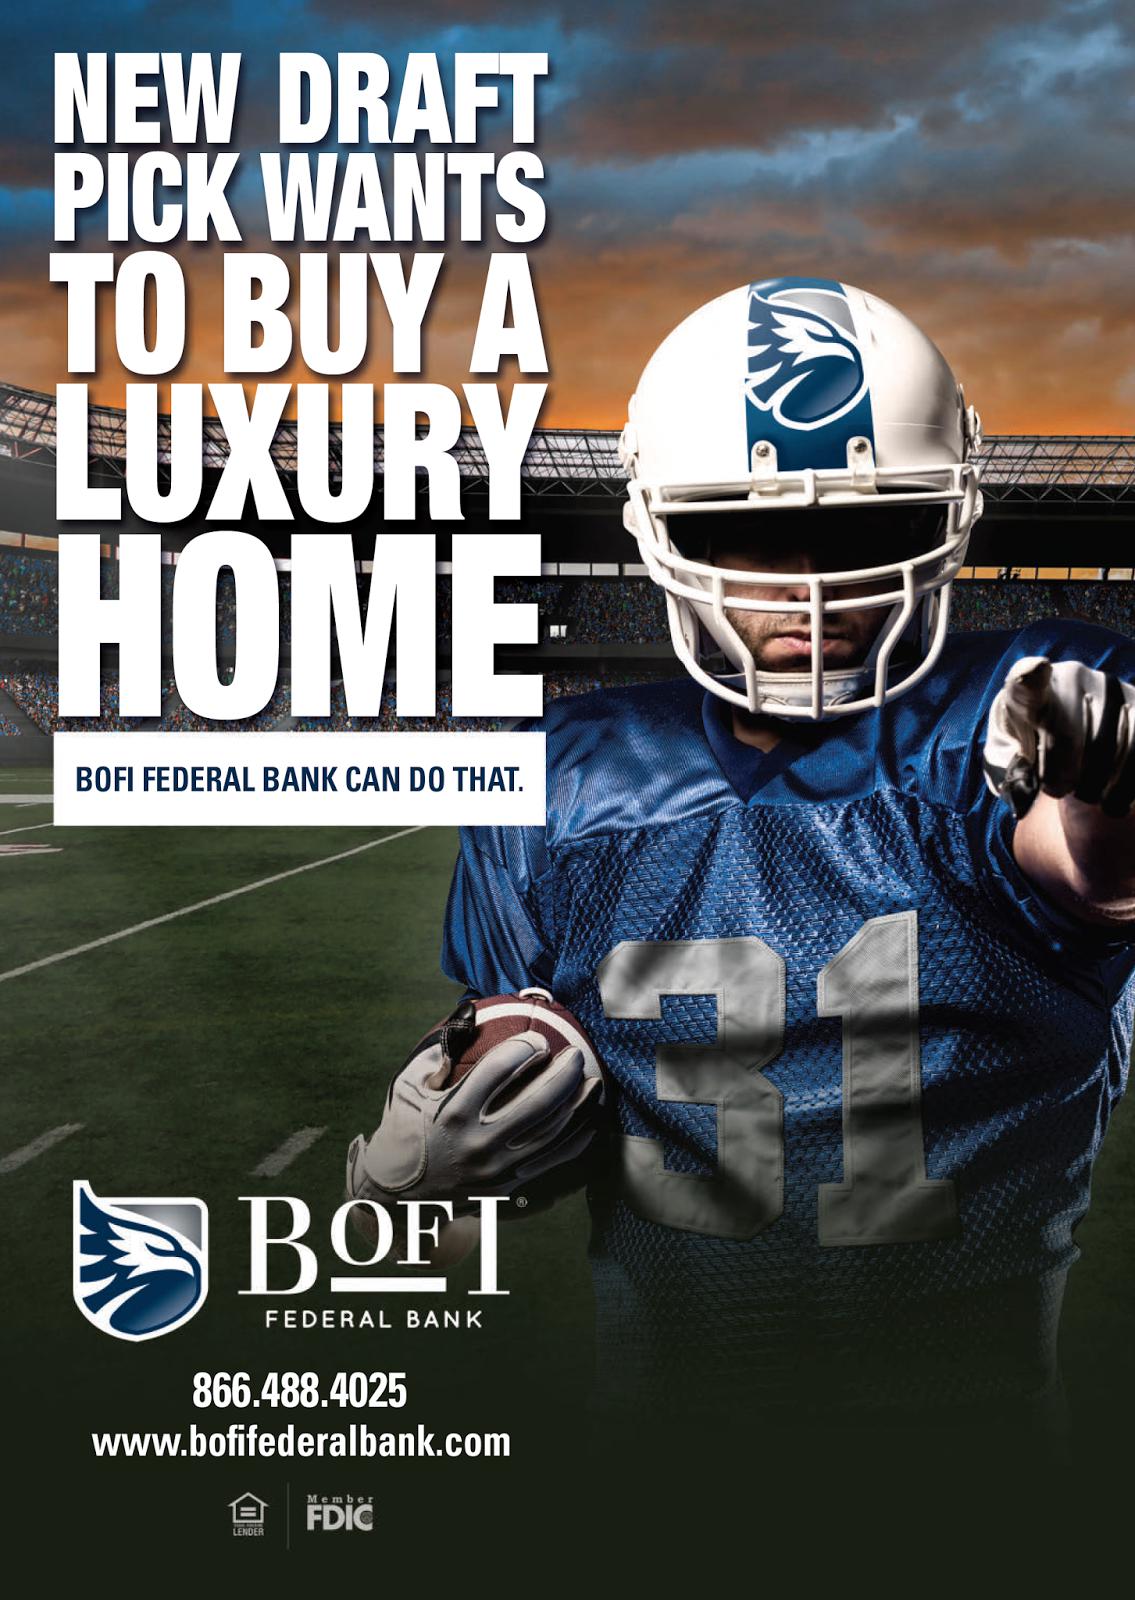 NEW DRAFT
PICK WANTS
TO BUY A
LUXURY
HOME
BOFI FEDERAL BANK CAN DO THAT.
31
BOFI®
FEDERAL BANK
866.488.4025
www.bofifederalbank.com
LENDER
Member
FDIC